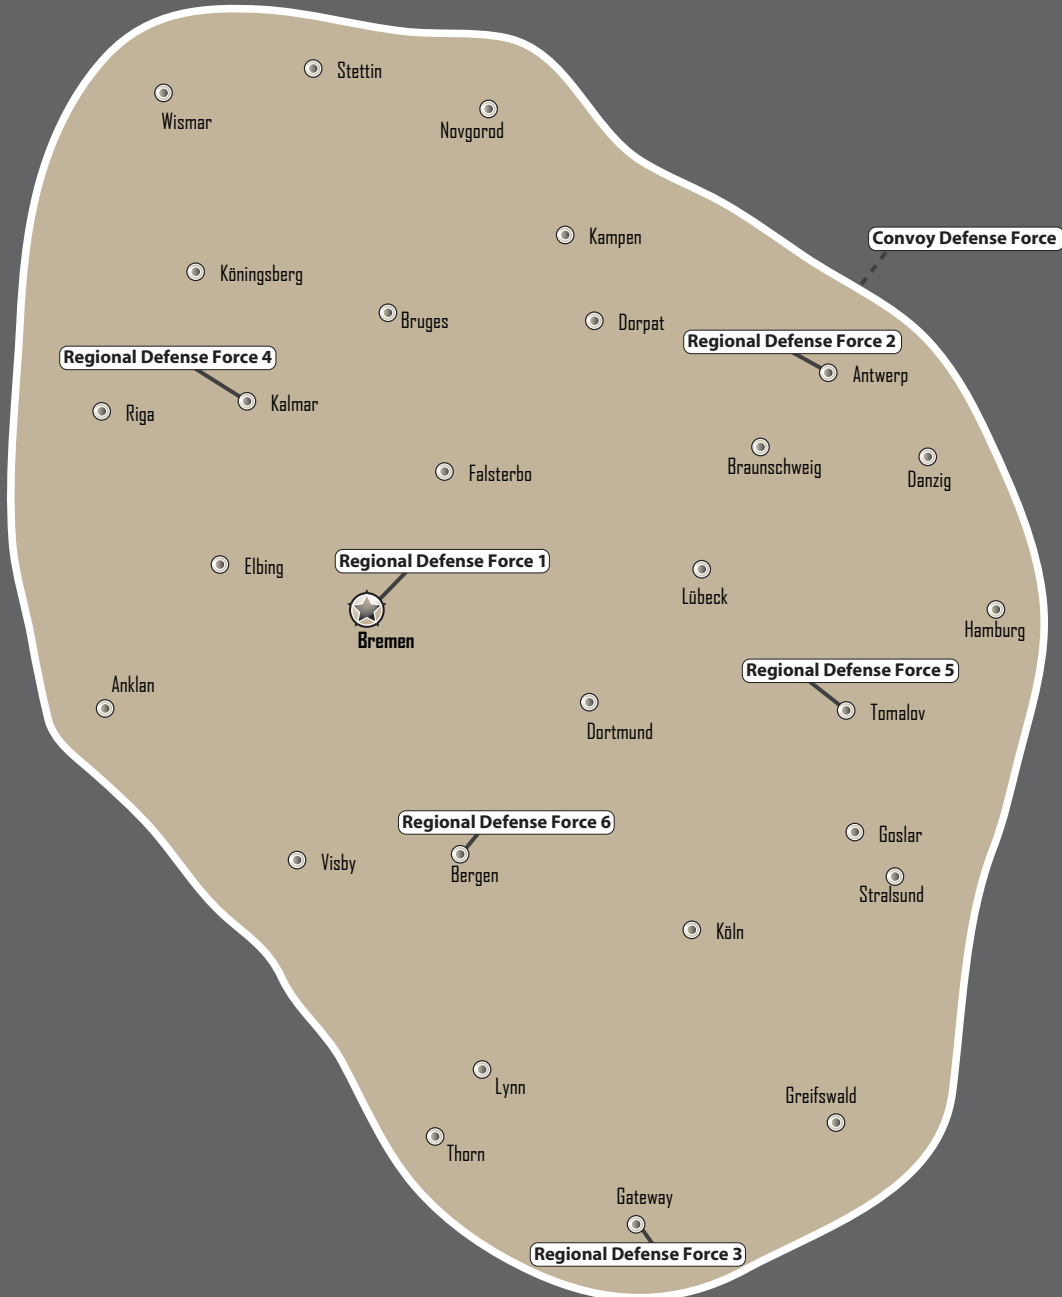 Stettin
Wismar
Novgorod
Kampen
Convoy Defense Force
Köningsberg
Bruges
Dorpat
Regional Defense Force 2
Regional Defense Force 4
Antwerp
Kalmar
Riga
Braunschweig
Falsterbo
Danzig
Regional Defense Force 1
Elbing
Lübeck
Hamburg
Bremen
Regional Defense Force 5
Anklan
Tomalov
Dortmund
Regional Defense Force 6
Goslar
Visby
Bergen
Stralsund
Köln
Lynn
Greifswald
Thorn
Gateway
Regional Defense Force 3